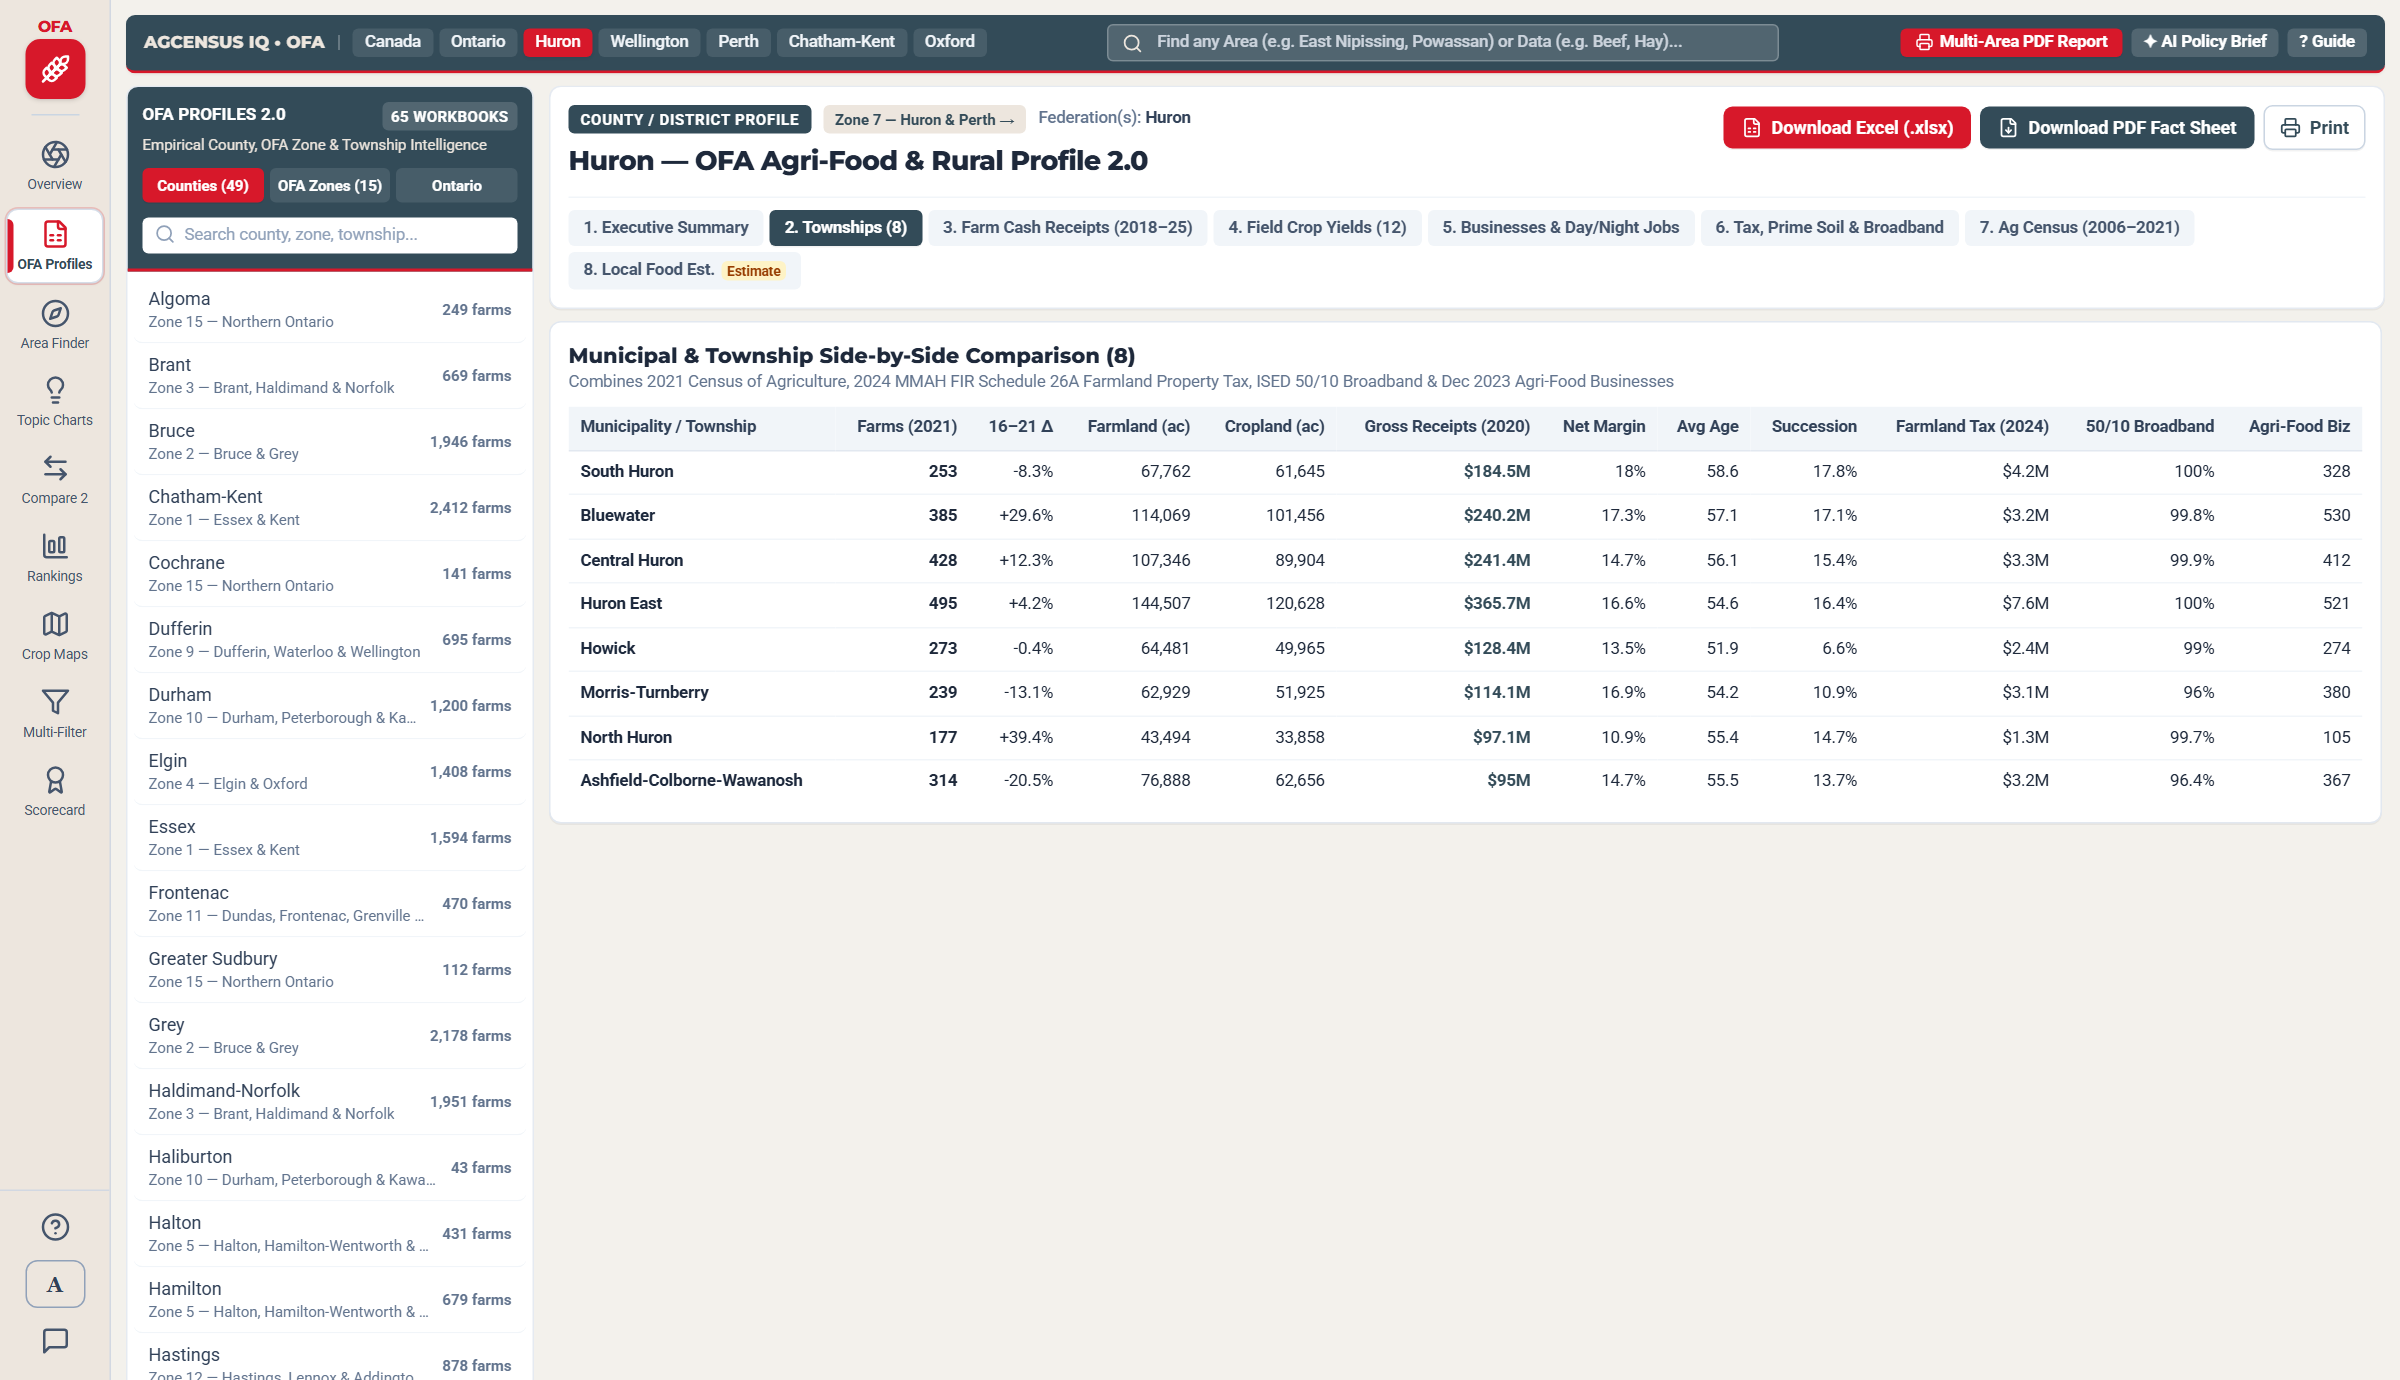 OFA
Overview
OFA Profiles
Area Finder
Topic Charts
Compare 2
Rankings
Crop Maps
Multi-Filter
Scorecard
A
AGCENSUS IQ • OFA | Canada Ontario Huron Wellington Perth Chatham-Kent Oxford
Find any Area (e.g. East Nipissing, Powassan) or Data (e.g. Beef, Hay)...
Multi-Area PDF Report ✦ AI Policy Brief ? Guide
OFA PROFILES 2.0 65 WORKBOOKS
Empirical County, OFA Zone & Township Intelligence
Counties (49) OFA Zones (15) Ontario
Search county, zone, township...
Algoma 249 farms
Zone 15 — Northern Ontario
Brant 669 farms
Zone 3 — Brant, Haldimand & Norfolk
Bruce 1,946 farms
Zone 2 — Bruce & Grey
Chatham-Kent 2,412 farms
Zone 1 — Essex & Kent
Cochrane 141 farms
Zone 15 — Northern Ontario
Dufferin 695 farms
Zone 9 — Dufferin, Waterloo & Wellington
Durham 1,200 farms
Zone 10 — Durham, Peterborough & Ka...
Elgin 1,408 farms
Zone 4 — Elgin & Oxford
Essex 1,594 farms
Zone 1 — Essex & Kent
Frontenac 470 farms
Zone 11 — Dundas, Frontenac, Grenville ...
Greater Sudbury 112 farms
Zone 15 — Northern Ontario
Grey 2,178 farms
Zone 2 — Bruce & Grey
Haldimand-Norfolk 1,951 farms
Zone 3 — Brant, Haldimand & Norfolk
Haliburton 43 farms
Zone 10 — Durham, Peterborough & Kawa...
Halton 431 farms
Zone 5 — Halton, Hamilton-Wentworth & ...
Hamilton 679 farms
Zone 5 — Halton, Hamilton-Wentworth & ...
Hastings 878 farms
Zone 12 — Hastings, Lennox & Addingto...
COUNTY / DISTRICT PROFILE Zone 7 — Huron & Perth → Federation(s): Huron
Huron — OFA Agri-Food & Rural Profile 2.0
Download Excel (.xlsx) Download PDF Fact Sheet Print
1. Executive Summary 2. Townships (8) 3. Farm Cash Receipts (2018–25) 4. Field Crop Yields (12) 5. Businesses & Day/Night Jobs 6. Tax, Prime Soil & Broadband 7. Ag Census (2006–2021)
8. Local Food Est. Estimate
Municipal & Township Side-by-Side Comparison (8)
Combines 2021 Census of Agriculture, 2024 MMAH FIR Schedule 26A Farmland Property Tax, ISED 50/10 Broadband & Dec 2023 Agri-Food Businesses
Municipality / Township Farms (2021) 16–21 Δ Farmland (ac) Cropland (ac) Gross Receipts (2020) Net Margin Avg Age Succession Farmland Tax (2024) 50/10 Broadband Agri-Food Biz
South Huron 253 -8.3% 67,762 61,645 $184.5M 18% 58.6 17.8% $4.2M 100% 328
Bluewater 385 +29.6% 114,069 101,456 $240.2M 17.3% 57.1 17.1% $3.2M 99.8% 530
Central Huron 428 +12.3% 107,346 89,904 $241.4M 14.7% 56.1 15.4% $3.3M 99.9% 412
Huron East 495 +4.2% 144,507 120,628 $365.7M 16.6% 54.6 16.4% $7.6M 100% 521
Howick 273 -0.4% 64,481 49,965 $128.4M 13.5% 51.9 6.6% $2.4M 99% 274
Morris-Turnberry 239 -13.1% 62,929 51,925 $114.1M 16.9% 54.2 10.9% $3.1M 96% 380
North Huron 177 +39.4% 43,494 33,858 $97.1M 10.9% 55.4 14.7% $1.3M 99.7% 105
Ashfield-Colborne-Wawanosh 314 -20.5% 76,888 62,656 $95M 14.7% 55.5 13.7% $3.2M 96.4% 367